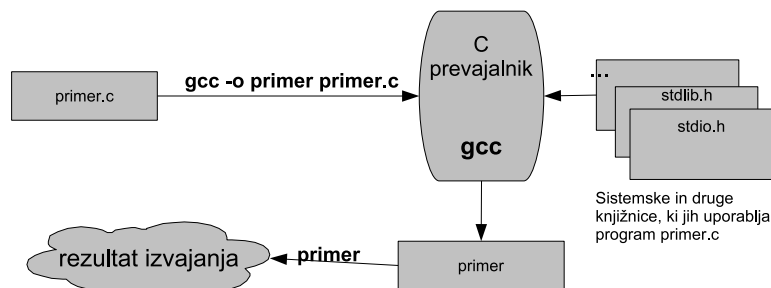 C
prevajalnik
gcc
gcc -o primer primer.c
primer.c
...
stdlib.h
stdio.h
Sistemske in druge
knjižnice, ki jih uporablja
program primer.c
rezultat izvajanja
primer
primer